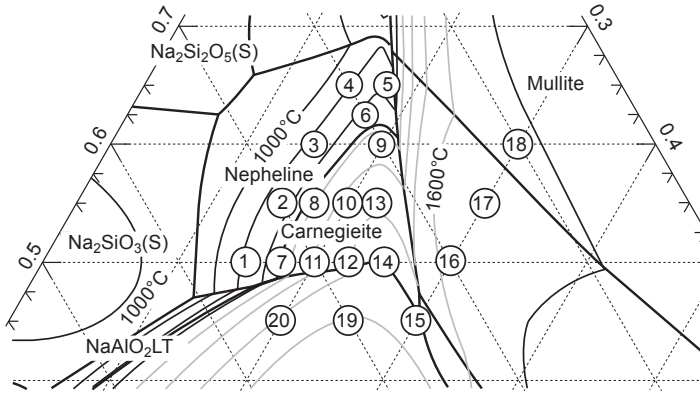 0.7
0.3
Na₂Si₂O₅(S)
4
5
Mullite
6
1000°C
0.6
3
9
18
0.4
Nepheline
1600°C
2
8
10
13
17
Na₂SiO₃(S)
Carnegieite
0.5
1
7
11
12
14
16
1000°C
20
19
15
NaAlO₂LT